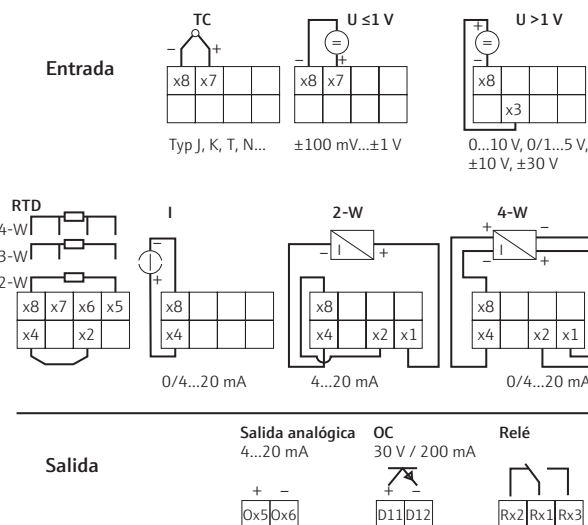 TC
U ≤1 V
U >1 V
Entrada
– +
– +
+
–
x8 x7
x8 x7
x8
x3
Typ J, K, T, N...
±100 mV...±1 V
0...10 V, 0/1...5 V,
±10 V, ±30 V
RTD
4-W
3-W
2-W
I
2-W
4-W
–
+
– I +
+ –
– I +
x8 x7 x6 x5
x4 x2
x8
x4
x8
x4 x2 x1
x8
x4 x2 x1
0/4...20 mA
4...20 mA
0/4...20 mA
Salida
Salida analógica
4...20 mA
OC
30 V / 200 mA
Relé
+ –
+ –
Ox5 Ox6
D11 D12
Rx2 Rx1 Rx3